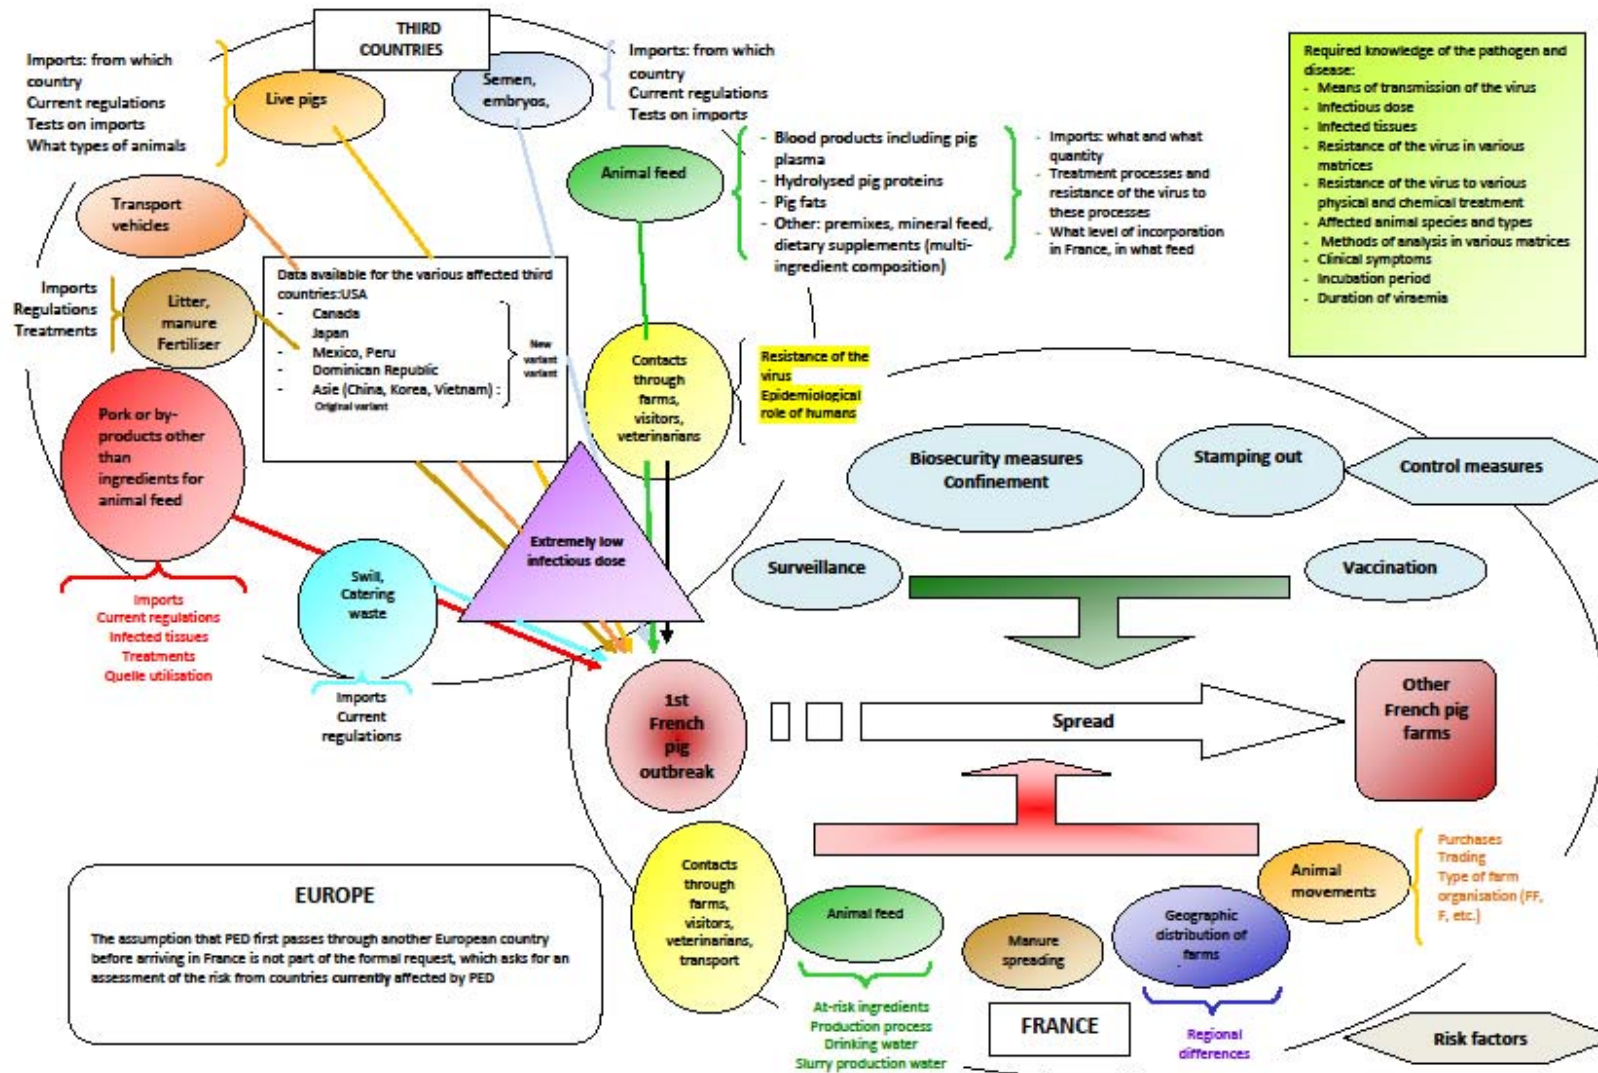 THIRD
COUNTRIES
Imports: from which
country
Current regulations
Tests on imports
What types of animals
Live pigs
Semen,
embryos,
Imports: from which
country
Current regulations
Tests on imports
Required knowledge of the pathogen and
disease:
- Means of transmission of the virus
- Infectious dose
- Infected tissues
- Resistance of the virus in various
matrices
- Resistance of the virus to various
physical and chemical treatment
- Affected animal species and types
- Methods of analysis in various matrices
- Clinical symptoms
- Incubation period
- Duration of viraemia
Animal feed
- Blood products including pig
plasma
- Hydrolysed pig proteins
- Pig fats
- Other: premixes, mineral feed,
dietary supplements (multi-
ingredient composition)
- Imports: what and what
quantity
- Treatment processes and
resistance of the virus to
these processes
- What level of incorporation
in France, in what feed
Transport
vehicles
Imports
Regulations
Treatments
Litter,
manure
Fertiliser
Data available for the various affected third
countries:USA
- Canada
- Japan
- Mexico, Peru
- Dominican Republic
- Asie (China, Korea, Vietnam) :
Original variant
New
variant
variant
Contacts
through
farms,
visitors,
veterinarians
Resistance of the
virus
Epidemiological
role of humans
Pork or by-
products other
than
ingredients for
animal feed
Imports
Current regulations
Infected tissues
Treatments
Quelle utilisation
Swill,
Catering
waste
Imports
Current
regulations
Extremely low
infectious dose
Biosecurity measures
Confinement
Stamping out
Control measures
Surveillance
Vaccination
1st
French
pig
outbreak
Spread
Other
French pig
farms
EUROPE
The assumption that PED first passes through another European country
before arriving in France is not part of the formal request, which asks for an
assessment of the risk from countries currently affected by PED
Contacts
through
farms,
visitors,
veterinarians,
transport
Animal feed
At-risk ingredients
Production process
Drinking water
Slurry production water
Manure
spreading
FRANCE
Geographic
distribution of
farms
Regional
differences
Animal
movements
Purchases
Trading
Type of farm
organisation (FF,
F, etc.)
Risk factors